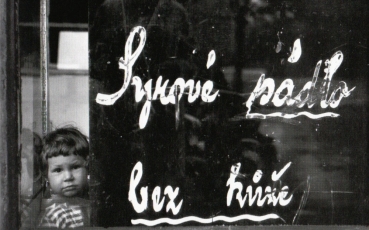 Syrové sádlo
bez kůže